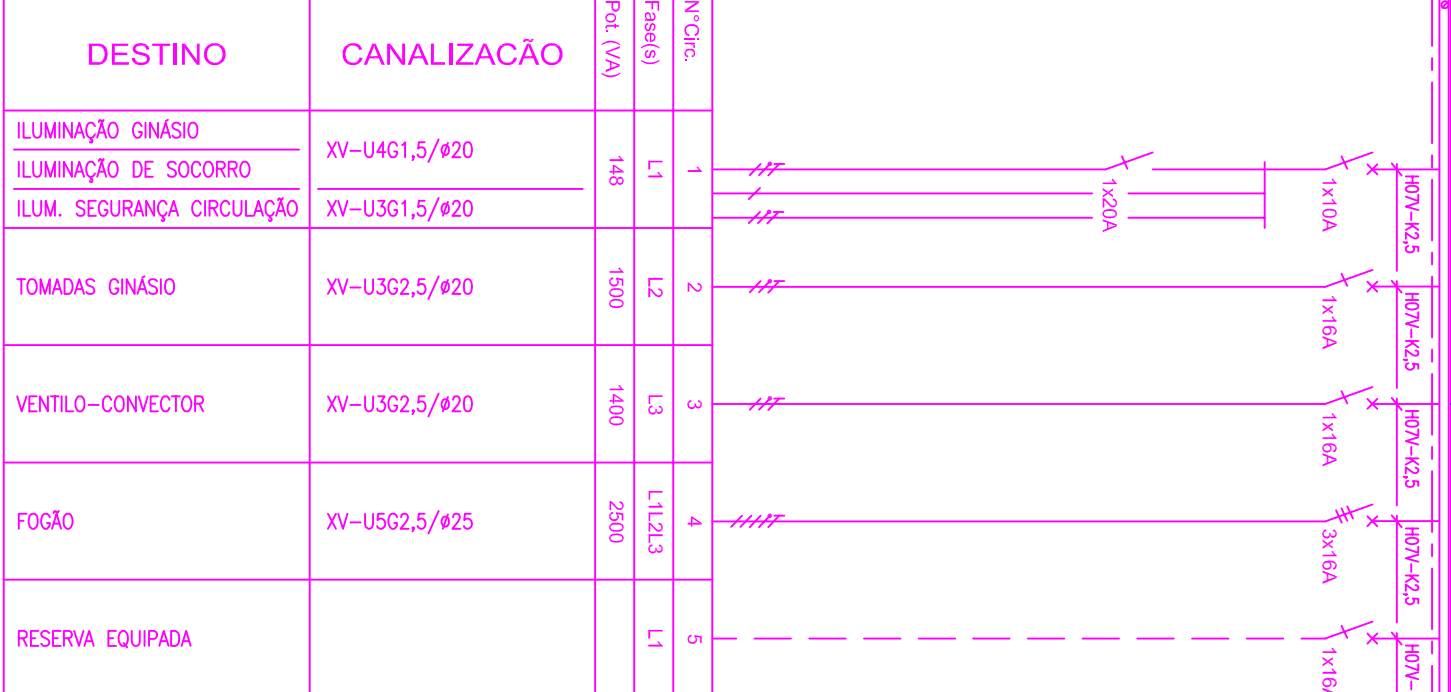 DESTINO
CANALIZACÃO
Pot. (VA)
Fase(s)
N°Circ.
ILUMINAÇÃO GINÁSIO
ILUMINAÇÃO DE SOCORRO
ILUM. SEGURANÇA CIRCULAÇÃO
XV-U4G1,5/ø20
XV-U3G1,5/ø20
148
L1
1
1x20A
1x10A
H07V-K2,5
TOMADAS GINÁSIO
XV-U3G2,5/ø20
1500
L2
2
1x16A
H07V-K2,5
VENTILO-CONVECTOR
XV-U3G2,5/ø20
1400
L3
3
1x16A
H07V-K2,5
FOGÃO
XV-U5G2,5/ø25
2500
L1L2L3
4
3x16A
H07V-K2,5
RESERVA EQUIPADA
L1
5
1x16A
H07V-